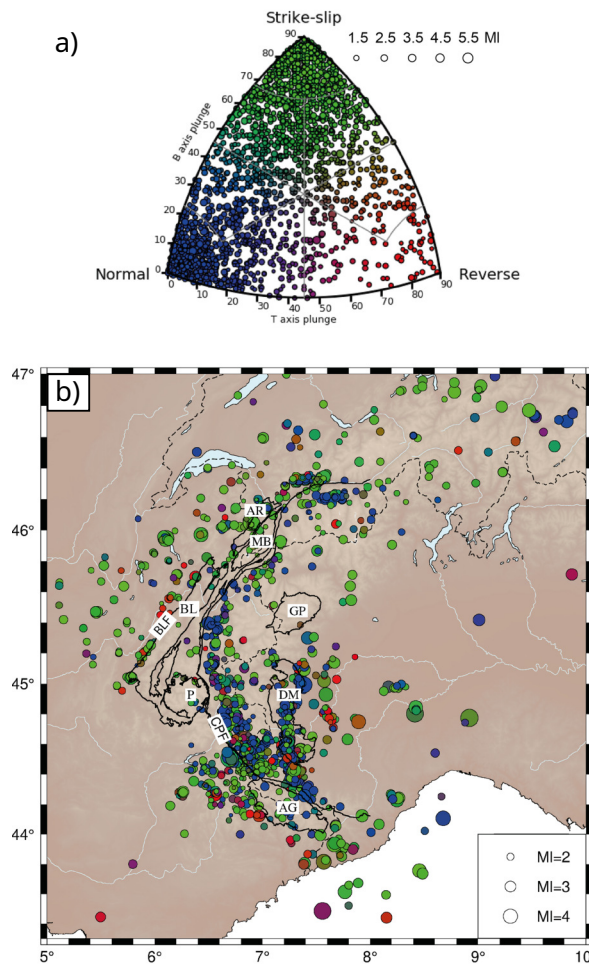 a)
Strike-slip
1.5 2.5 3.5 4.5 5.5 Ml
90
80
70
60
50
40
30
20
10
0
B axis plunge
Normal
Reverse
0 10 20 30 40 50 60 70 80 90
T axis plunge
b)
47°
46°
45°
44°
AR
MB
BL
BLF
GP
P
DM
CPF
AG
Ml=2
Ml=3
Ml=4
5° 6° 7° 8° 9° 10°